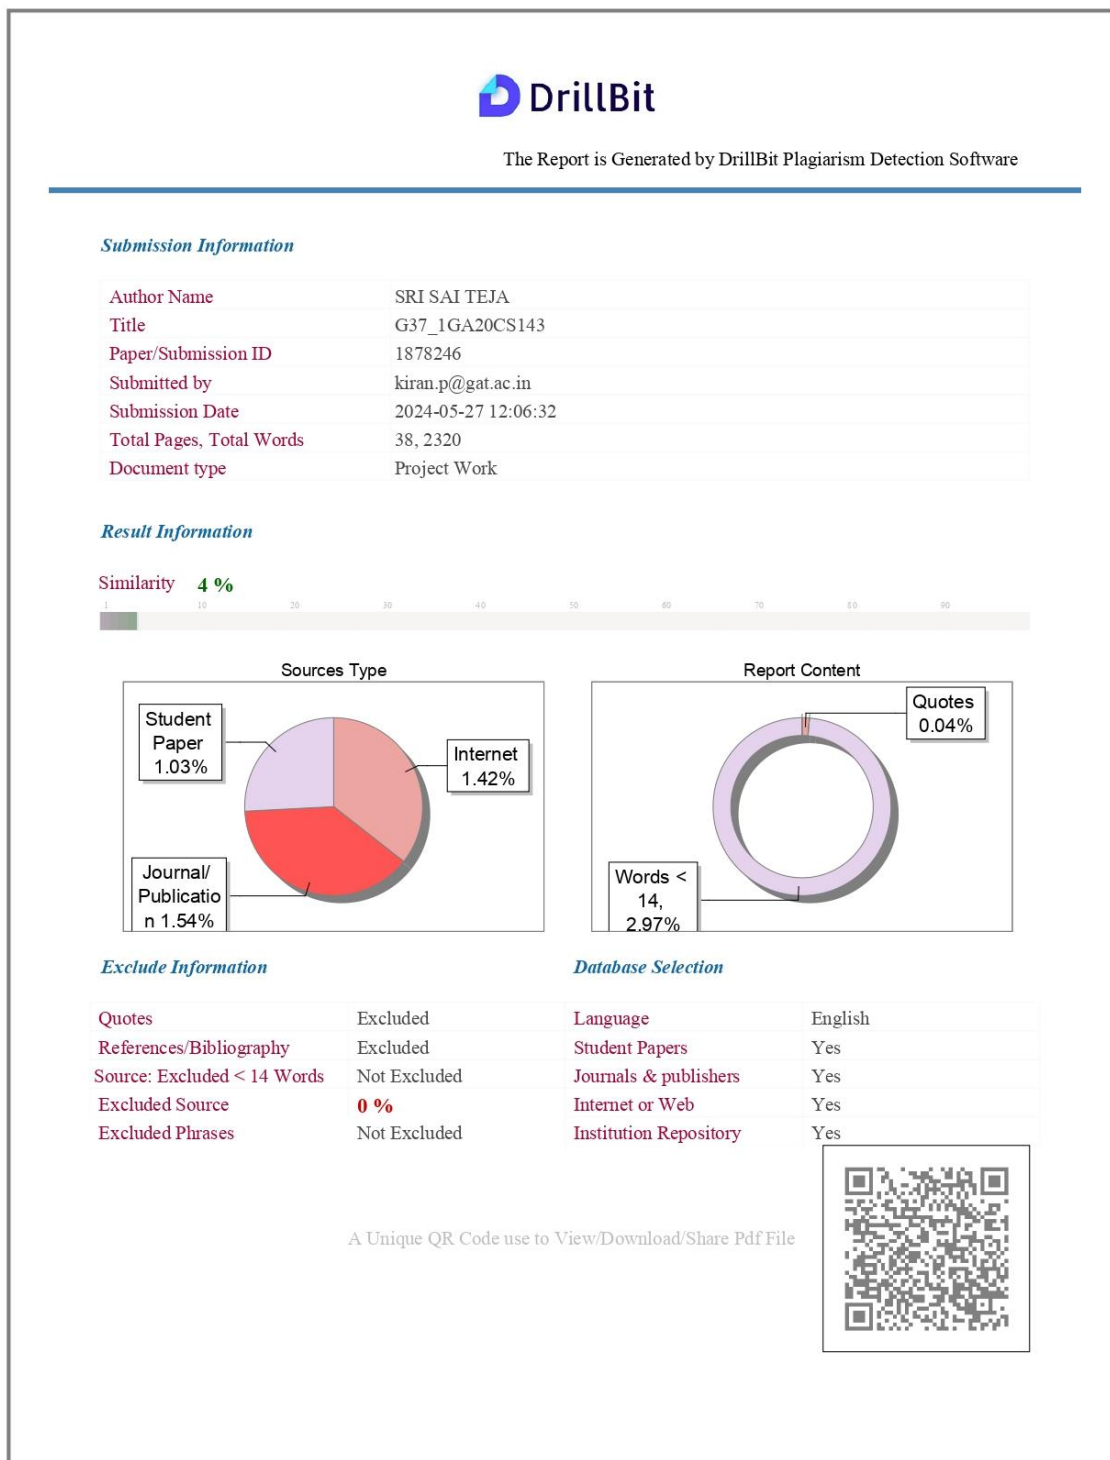 DrillBit
The Report is Generated by DrillBit Plagiarism Detection Software
Submission Information
Author Name SRI SAI TEJA
Title G37_1GA20CS143
Paper/Submission ID 1878246
Submitted by kiran.p@gat.ac.in
Submission Date 2024-05-27 12:06:32
Total Pages, Total Words 38, 2320
Document type Project Work
Result Information
Similarity 4 %
1 10 20 30 40 50 60 70 80 90
Sources Type
Student
Paper
1.03%
Internet
1.42%
Journal/
Publicatio
n 1.54%
Report Content
Quotes
0.04%
Words <
14,
2.97%
Exclude Information
Quotes Excluded
References/Bibliography Excluded
Source: Excluded < 14 Words Not Excluded
Excluded Source 0 %
Excluded Phrases Not Excluded
Database Selection
Language English
Student Papers Yes
Journals & publishers Yes
Internet or Web Yes
Institution Repository Yes
A Unique QR Code use to View/Download/Share Pdf File